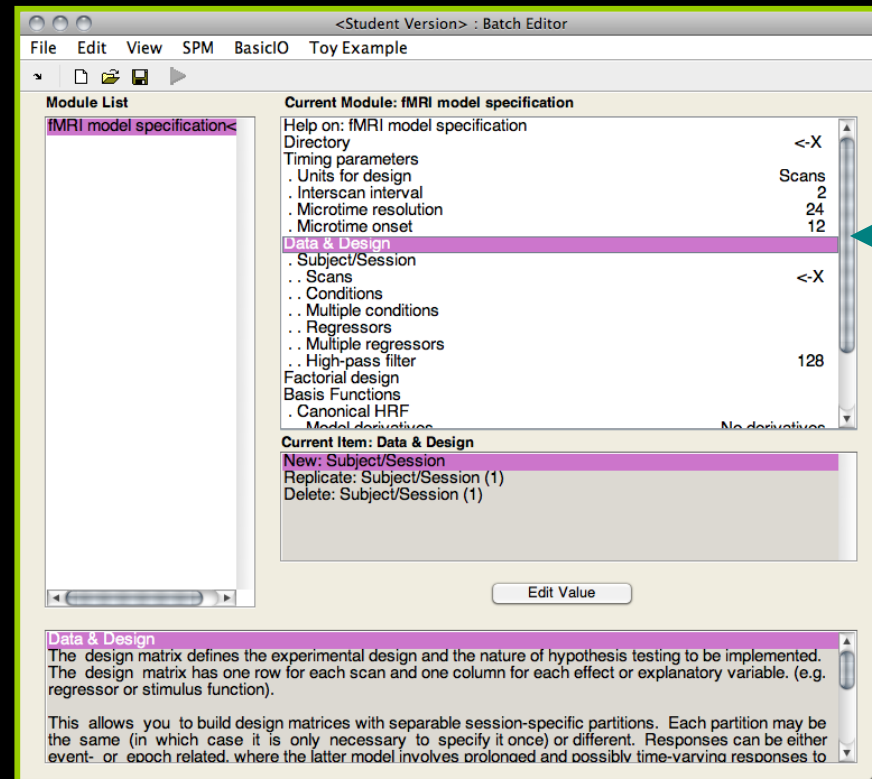 <Student Version> : Batch Editor
File Edit View SPM BasicIO Toy Example
Module List
fMRI model specification<
Current Module: fMRI model specification
Help on: fMRI model specification
Directory <-X
Timing parameters
. Units for design Scans
. Interscan interval 2
. Microtime resolution 24
. Microtime onset 12
Data & Design
. Subject/Session
. . Scans <-X
. . Conditions
. . Multiple conditions
. . Regressors
. . Multiple regressors
. . High-pass filter 128
Factorial design
Basis Functions
. Canonical HRF
. . Model derivatives No derivatives
Current Item: Data & Design
New: Subject/Session
Replicate: Subject/Session (1)
Delete: Subject/Session (1)
Edit Value
Data & Design
The design matrix defines the experimental design and the nature of hypothesis testing to be implemented.
The design matrix has one row for each scan and one column for each effect or explanatory variable. (e.g.
regressor or stimulus function).
This allows you to build design matrices with separable session-specific partitions. Each partition may be
the same (in which case it is only necessary to specify it once) or different. Responses can be either
event- or epoch related, where the latter model involves prolonged and possibly time-varying responses to